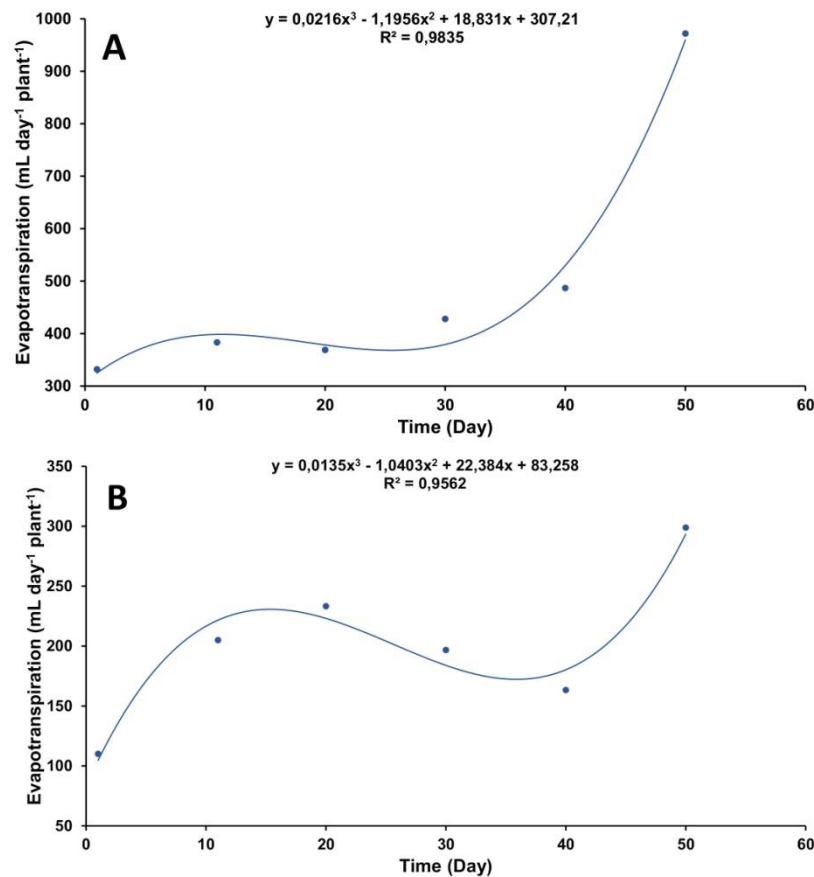 y = 0,0216x³ - 1,1956x² + 18,831x + 307,21
R² = 0,9835
A
1000
900
800
700
600
500
400
300
Evapotranspiration (mL day⁻¹ plant⁻¹)
0 10 20 30 40 50 60
Time (Day)
y = 0,0135x³ - 1,0403x² + 22,384x + 83,258
R² = 0,9562
B
350
300
250
200
150
100
50
Evapotranspiration (mL day⁻¹ plant⁻¹)
0 10 20 30 40 50 60
Time (Day)